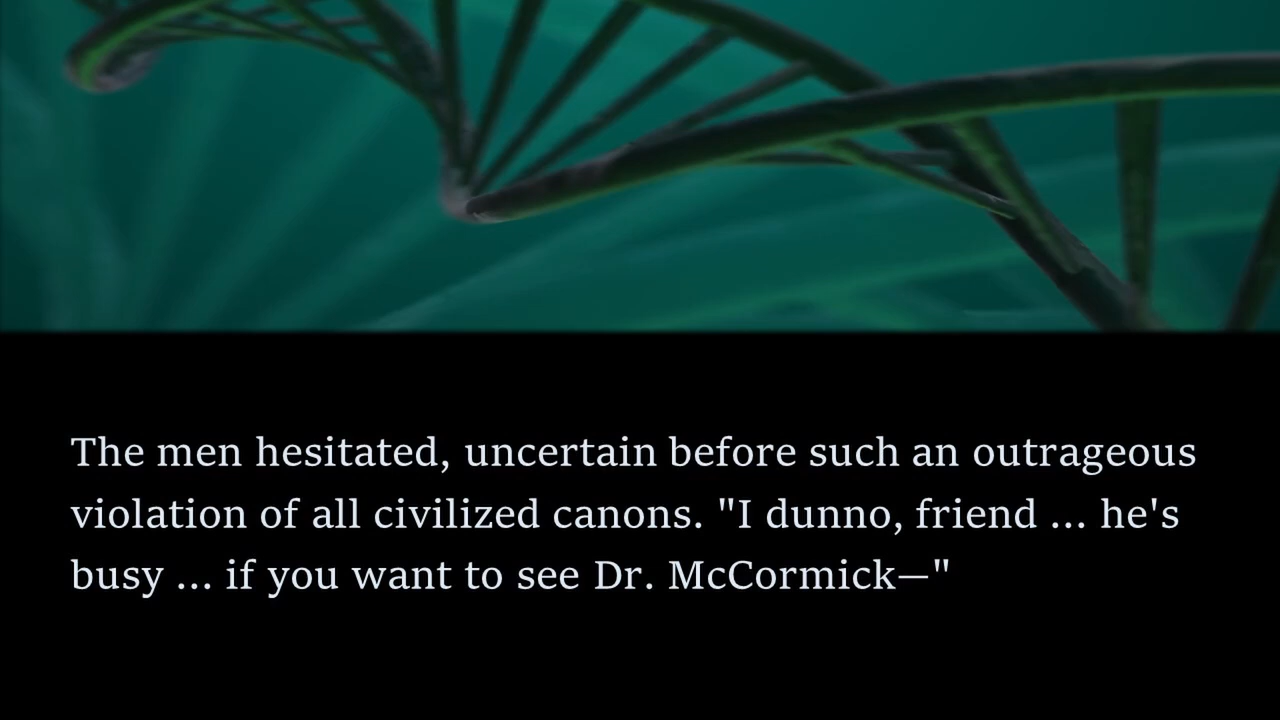 The men hesitated, uncertain before such an outrageous
violation of all civilized canons. "I dunno, friend ... he's
busy ... if you want to see Dr. McCormick—"